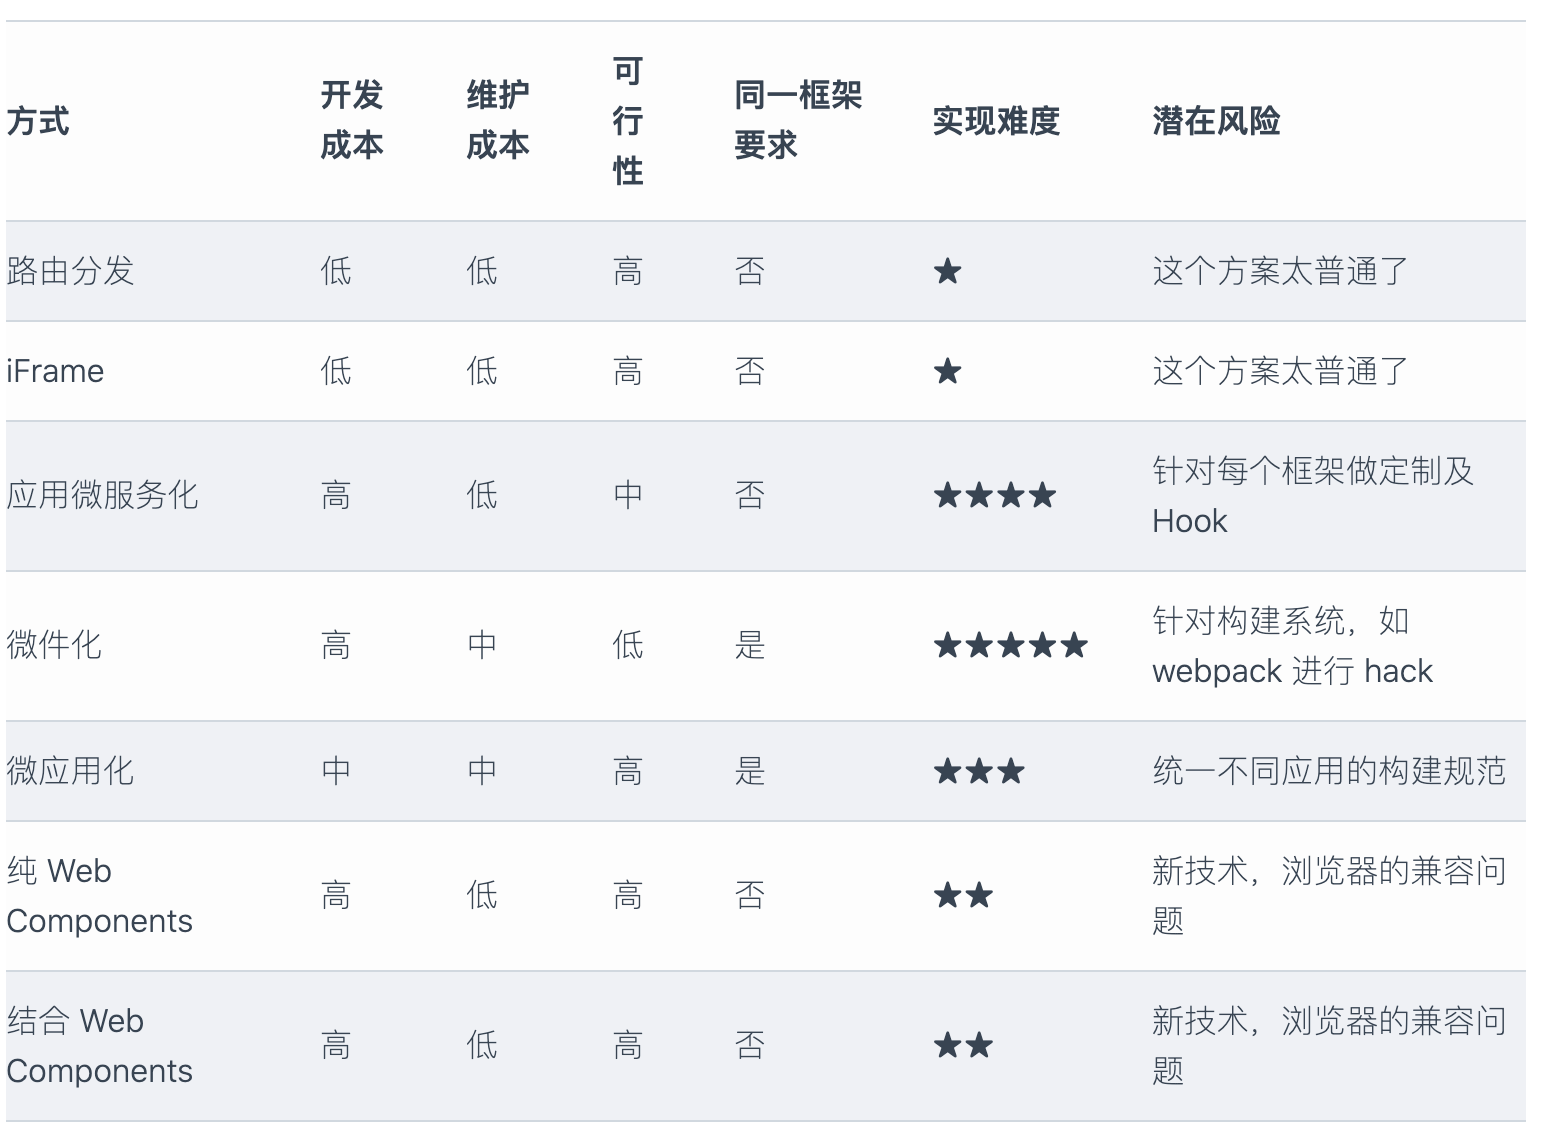 方式 开发成本 维护成本 可行性 同一框架要求 实现难度 潜在风险
路由分发 低 低 高 否 ★ 这个方案太普通了
iFrame 低 低 高 否 ★ 这个方案太普通了
应用微服务化 高 低 中 否 ★★★★ 针对每个框架做定制及 Hook
微件化 高 中 低 是 ★★★★★ 针对构建系统，如 webpack 进行 hack
微应用化 中 中 高 是 ★★★ 统一不同应用的构建规范
纯 Web Components 高 低 高 否 ★★ 新技术，浏览器的兼容问题
结合 Web Components 高 低 高 否 ★★ 新技术，浏览器的兼容问题